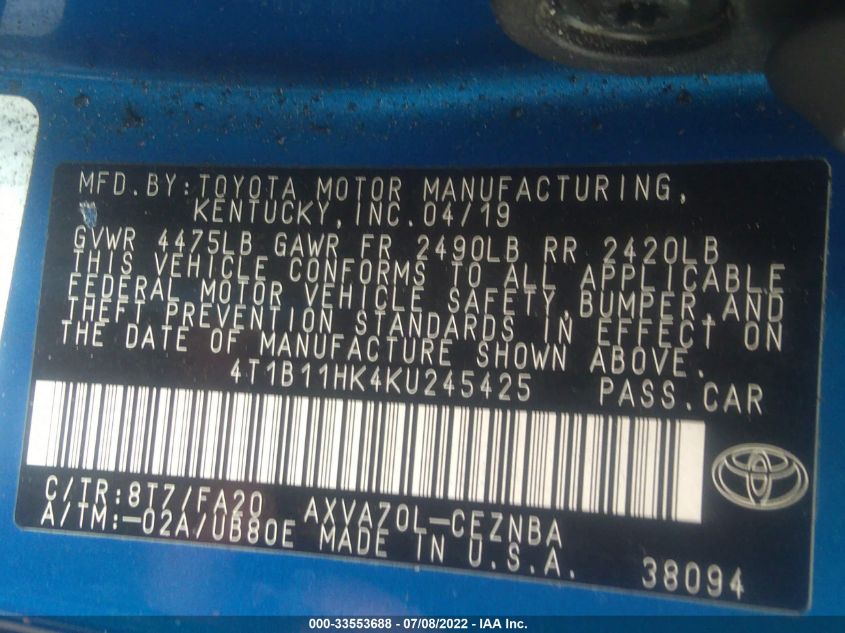 MFD.BY:TOYOTA MOTOR MANUFACTURING,
KENTUCKY,INC.04/19
GVWR 4475LB GAWR FR 2490LB RR 2420LB
THIS VEHICLE CONFORMS TO ALL APPLICABLE
FEDERAL MOTOR VEHICLE SAFETY,BUMPER,AND
THEFT PREVENTION STANDARDS IN EFFECT ON
THE DATE OF MANUFACTURE SHOWN ABOVE.
4T1B11HK4KU245425 PASS.CAR
C/TR:8T7/FA20 AXVA70L-CEZNBA
A/TM:-02A/UB80E MADE IN U.S.A. 38094
000-33553688 - 07/08/2022 - IAA Inc.